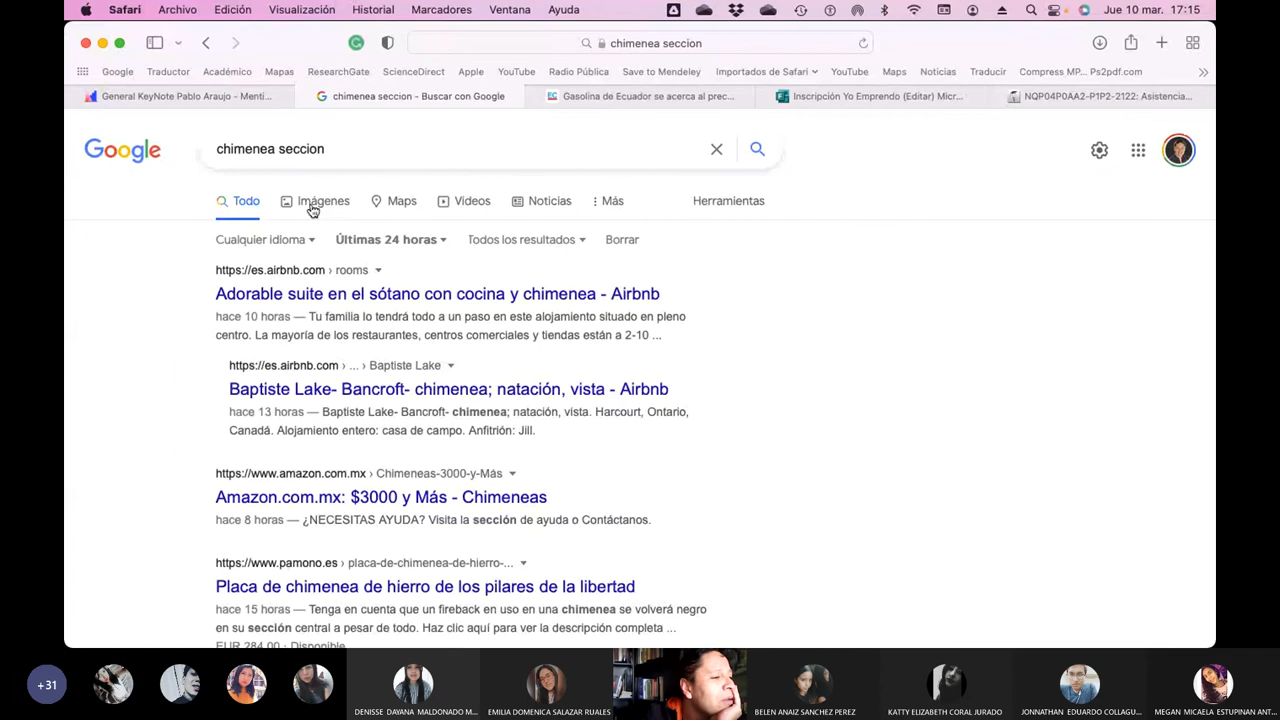 Safari Archivo Edición Visualización Historial Marcadores Ventana Ayuda Jue 10 mar. 17:15
chimenea seccion
Google Traductor Académico Mapas ResearchGate ScienceDirect Apple YouTube Radio Pública Save to Mendeley Importados de Safari YouTube Maps Noticias Traducir Compress MP... Ps2pdf.com
General KeyNote Pablo Araujo - Menti... chimenea seccion - Buscar con Google Gasolina de Ecuador se acerca al prec... Inscripción Yo Emprendo (Editar) Micr... NQP04P0AA2-P1P2-2122: Asistencia...
Google chimenea seccion
Todo Imágenes Maps Videos Noticias Más Herramientas
Cualquier idioma Últimas 24 horas Todos los resultados Borrar
https://es.airbnb.com › rooms
Adorable suite en el sótano con cocina y chimenea - Airbnb
hace 10 horas — Tu familia lo tendrá todo a un paso en este alojamiento situado en pleno
centro. La mayoría de los restaurantes, centros comerciales y tiendas están a 2-10 ...
https://es.airbnb.com › ... › Baptiste Lake
Baptiste Lake- Bancroft- chimenea; natación, vista - Airbnb
hace 13 horas — Baptiste Lake- Bancroft- chimenea; natación, vista. Harcourt, Ontario,
Canadá. Alojamiento entero: casa de campo. Anfitrión: Jill.
https://www.amazon.com.mx › Chimeneas-3000-y-Más
Amazon.com.mx: $3000 y Más - Chimeneas
hace 8 horas — ¿NECESITAS AYUDA? Visita la sección de ayuda o Contáctanos.
https://www.pamono.es › placa-de-chimenea-de-hierro-...
Placa de chimenea de hierro de los pilares de la libertad
hace 15 horas — Tenga en cuenta que un fireback en uso en una chimenea se volverá negro
en su sección central a pesar de todo. Haz clic aquí para ver la descripción completa ...
EUR 284,00 · Disponible
+31
DENISSE DAYANA MALDONADO M... EMILIA DOMENICA SALAZAR RUALES BELEN ANAIZ SANCHEZ PEREZ KATTY ELIZABETH CORAL JURADO JONNATHAN EDUARDO COLLAGU... MEGAN MICAELA ESTUPINAN ANT...